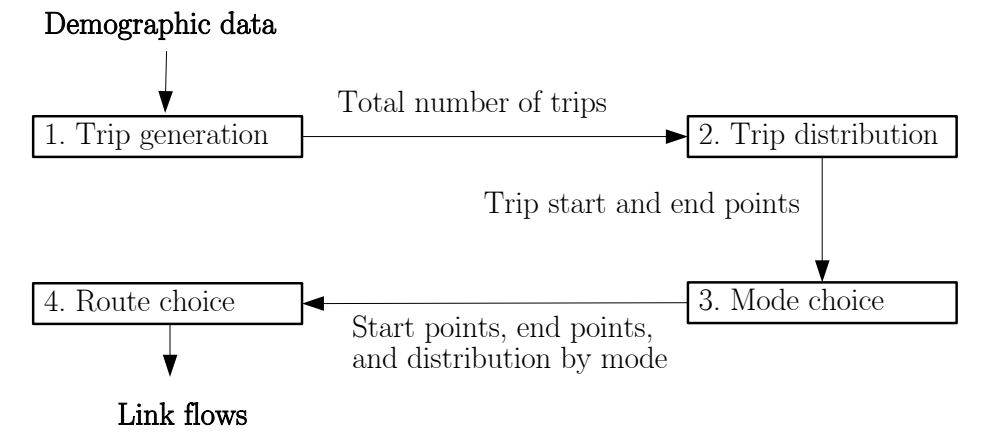 Demographic data
Total number of trips
1. Trip generation
2. Trip distribution
Trip start and end points
4. Route choice
3. Mode choice
Start points, end points,
and distribution by mode
Link flows